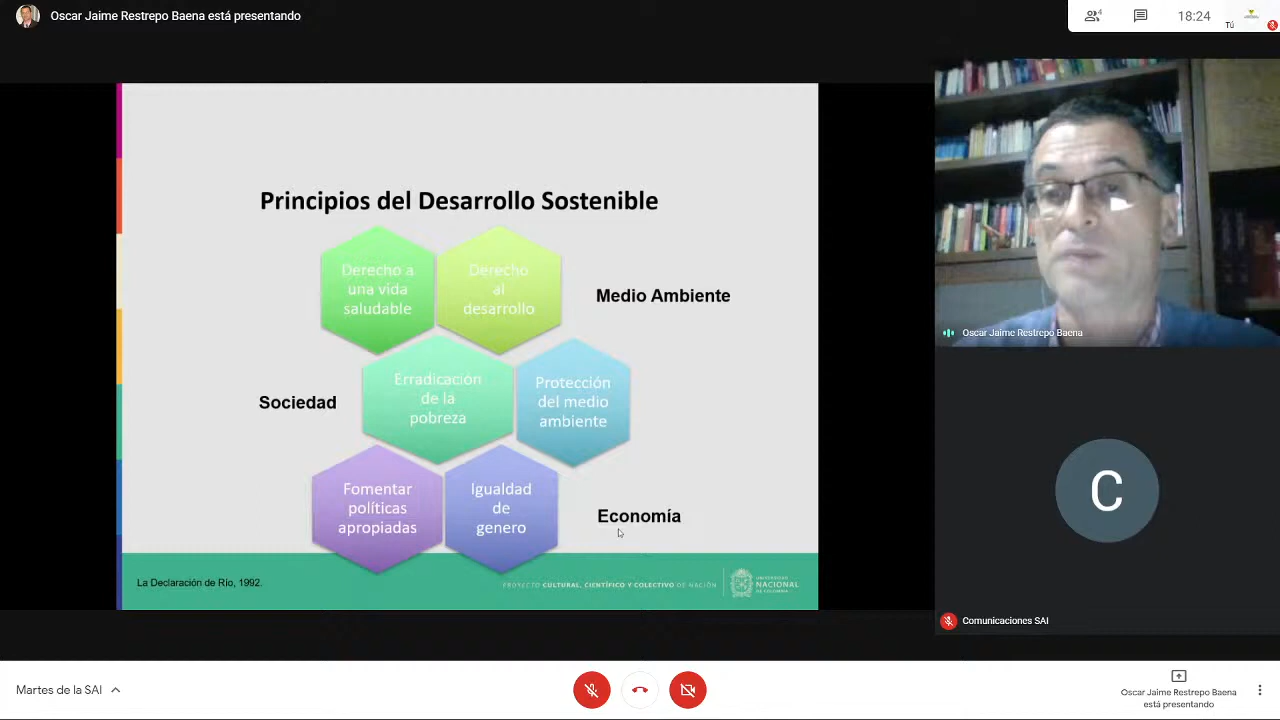 Oscar Jaime Restrepo Baena está presentando
4
18:24
Tú
Principios del Desarrollo Sostenible
Derecho a
una vida
saludable
Derecho
al
desarrollo
Medio Ambiente
Sociedad
Erradicación
de la
pobreza
Protección
del medio
ambiente
Fomentar
políticas
apropiadas
Igualdad
de
genero
Economía
La Declaración de Río, 1992.
PROYECTO CULTURAL, CIENTÍFICO Y COLECTIVO DE NACIÓN
UNIVERSIDAD
NACIONAL
DE COLOMBIA
Oscar Jaime Restrepo Baena
C
Comunicaciones SAI
Martes de la SAI
Oscar Jaime Restrepo Baena
está presentando